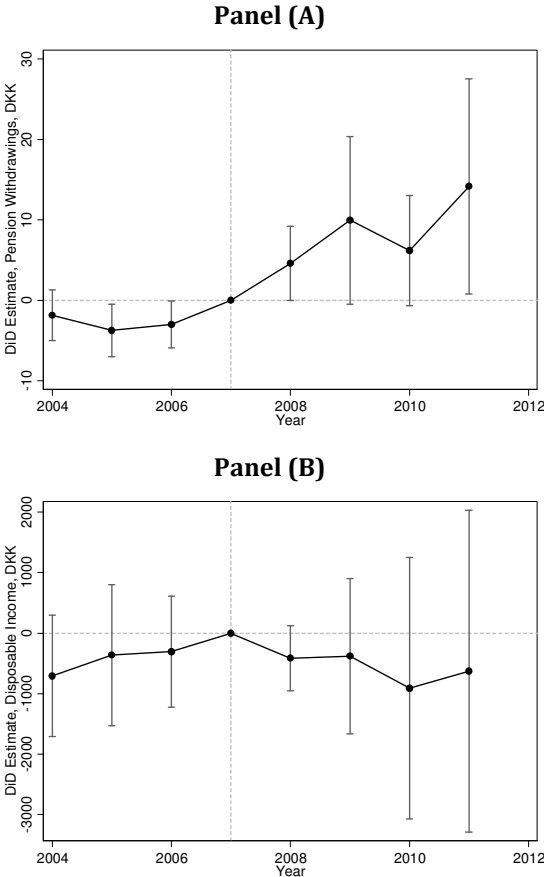 Panel (A)
DiD Estimate, Pension Withdrawings, DKK
30
20
10
0
-10
2004 2006 2008 2010 2012
Year
Panel (B)
DiD Estimate, Disposable Income, DKK
2000
1000
0
-1000
-2000
-3000
2004 2006 2008 2010 2012
Year